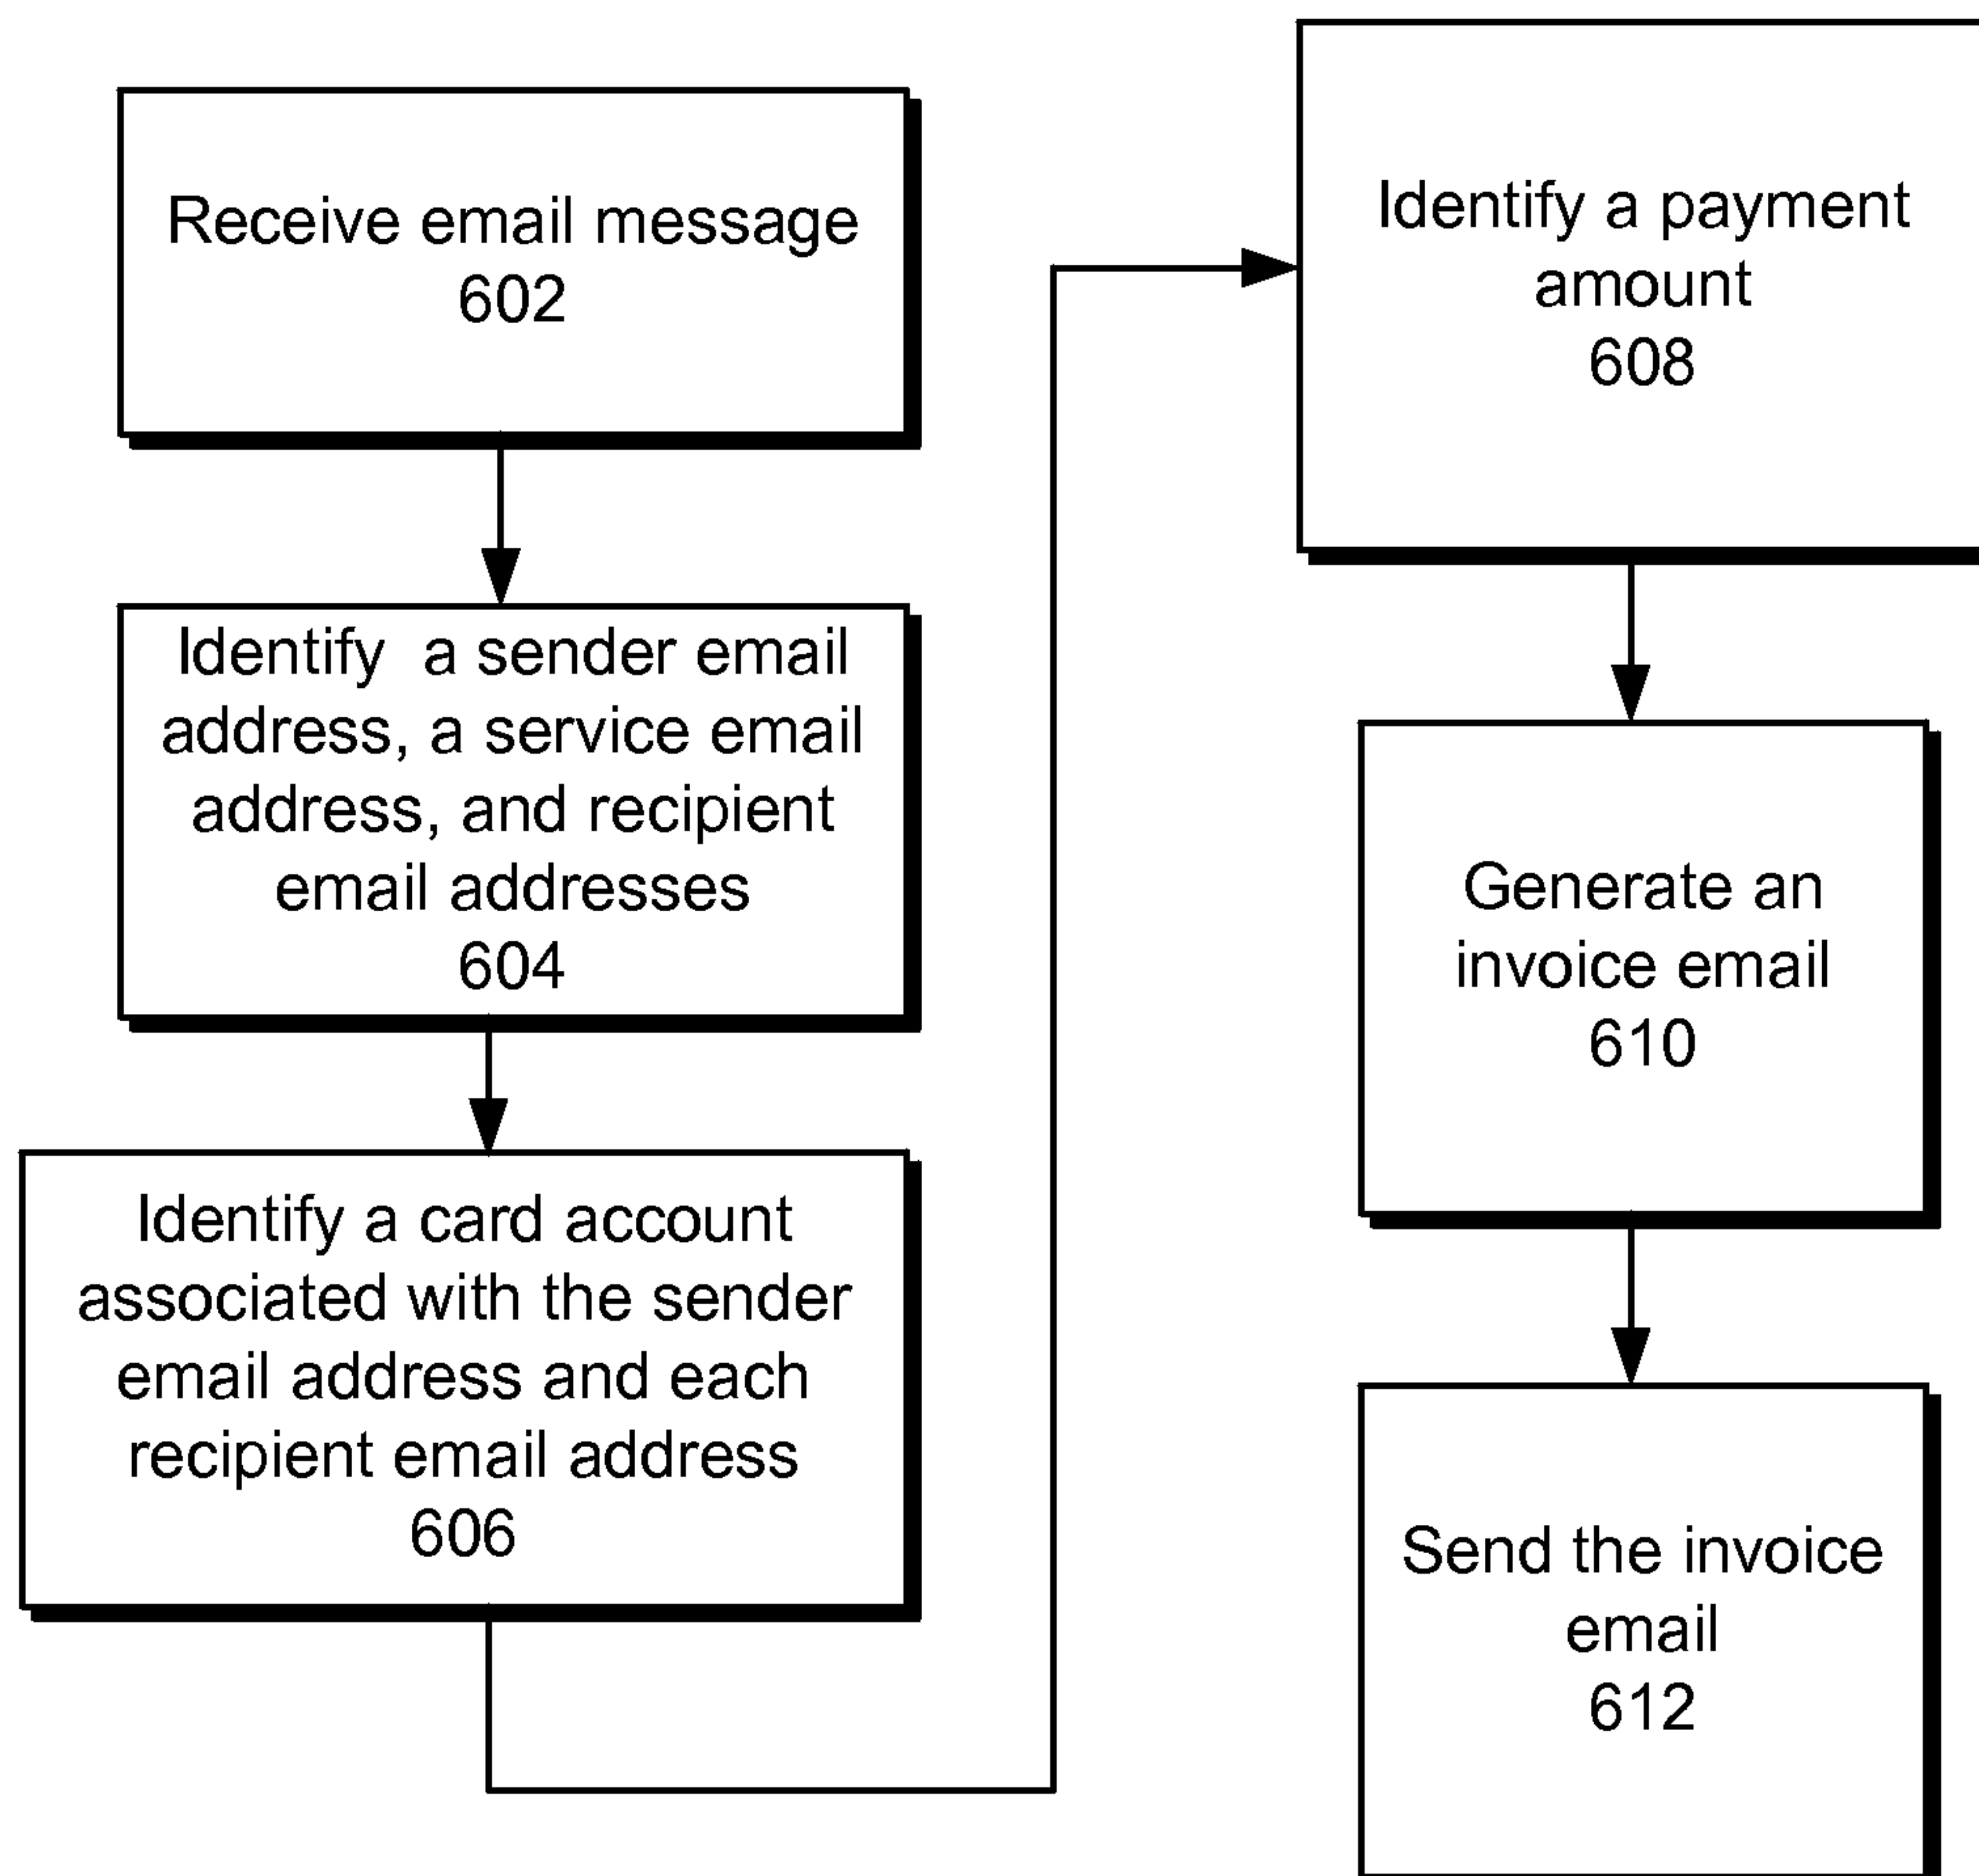 Receive email message
602
Identify a sender email
address, a service email
address, and recipient
email addresses
604
Identify a card account
associated with the sender
email address and each
recipient email address
606
Identify a payment
amount
608
Generate an
invoice email
610
Send the invoice
email
612